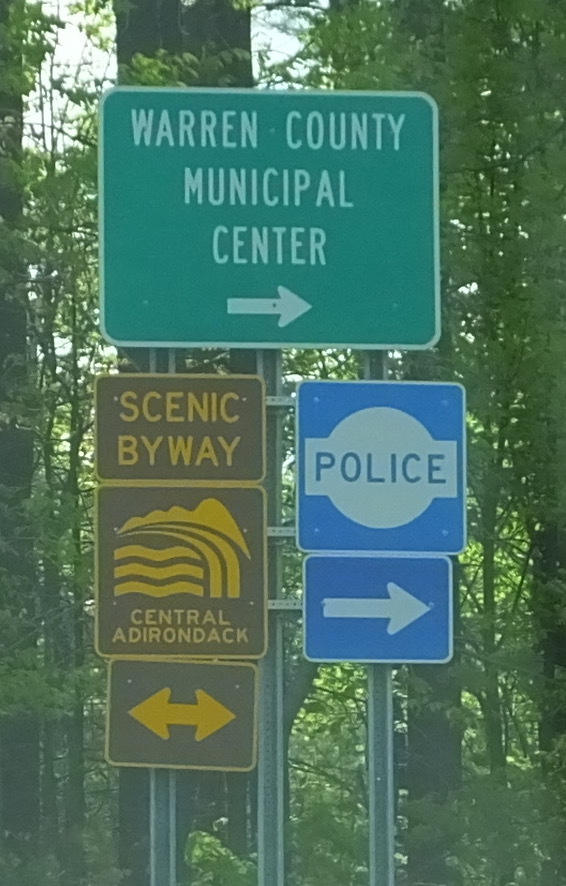 WARREN COUNTY
MUNICIPAL
CENTER
SCENIC
BYWAY
CENTRAL
ADIRONDACK
POLICE